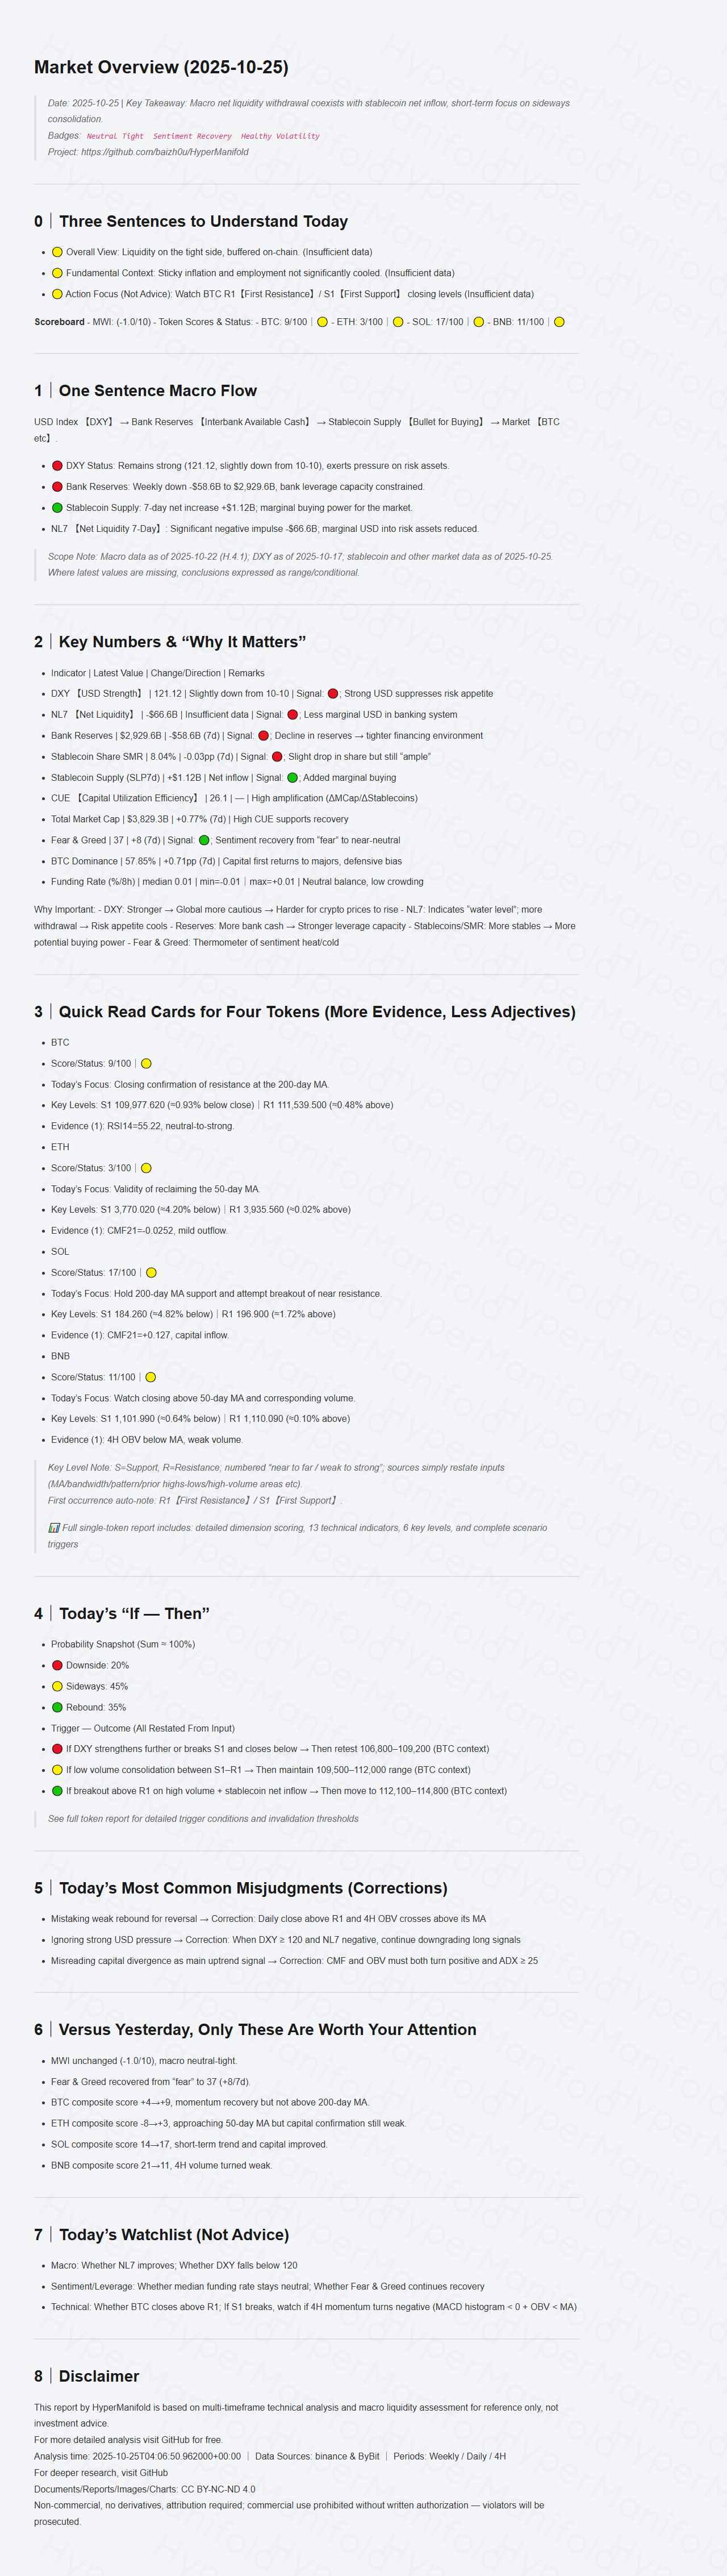 Market Overview (2025-10-25)
Date: 2025-10-25 | Key Takeaway: Macro net liquidity withdrawal coexists with stablecoin net inflow, short-term focus on sideways
consolidation.
Badges: Neutral Tight Sentiment Recovery Healthy Volatility
Project: https://github.com/baizh0u/HyperManifold
0｜Three Sentences to Understand Today
• 🟡 Overall View: Liquidity on the tight side, buffered on-chain. (Insufficient data)
• 🟡 Fundamental Context: Sticky inflation and employment not significantly cooled. (Insufficient data)
• 🟡 Action Focus (Not Advice): Watch BTC R1【First Resistance】/ S1【First Support】 closing levels (Insufficient data)
Scoreboard - MWI: (-1.0/10) - Token Scores & Status: - BTC: 9/100｜🟡 - ETH: 3/100｜🟡 - SOL: 17/100｜🟡 - BNB: 11/100｜🟡
1｜One Sentence Macro Flow
USD Index 【DXY】 → Bank Reserves 【Interbank Available Cash】 → Stablecoin Supply 【Bullet for Buying】 → Market 【BTC
etc】.
• 🔴 DXY Status: Remains strong (121.12, slightly down from 10-10), exerts pressure on risk assets.
• 🔴 Bank Reserves: Weekly down -$58.6B to $2,929.6B, bank leverage capacity constrained.
• 🟢 Stablecoin Supply: 7-day net increase +$1.12B; marginal buying power for the market.
• NL7 【Net Liquidity 7-Day】: Significant negative impulse -$66.6B; marginal USD into risk assets reduced.
Scope Note: Macro data as of 2025-10-22 (H.4.1); DXY as of 2025-10-17; stablecoin and other market data as of 2025-10-25.
Where latest values are missing, conclusions expressed as range/conditional.
2｜Key Numbers & “Why It Matters”
• Indicator | Latest Value | Change/Direction | Remarks
• DXY 【USD Strength】 | 121.12 | Slightly down from 10-10 | Signal: 🔴; Strong USD suppresses risk appetite
• NL7 【Net Liquidity】 | -$66.6B | Insufficient data | Signal: 🔴; Less marginal USD in banking system
• Bank Reserves | $2,929.6B | -$58.6B (7d) | Signal: 🔴; Decline in reserves → tighter financing environment
• Stablecoin Share SMR | 8.04% | -0.03pp (7d) | Signal: 🔴, Slight drop in share but still “ample”
• Stablecoin Supply (SLP7d) | +$1.12B | Net inflow | Signal: 🟢, Added marginal buying
• CUE 【Capital Utilization Efficiency】 | 26.1 | — | High amplification (ΔMCap/ΔStablecoins)
• Total Market Cap | $3,829.3B | +0.77% (7d) | High CUE supports recovery
• Fear & Greed | 37 | +8 (7d) | Signal: 🟢; Sentiment recovery from “fear” to near-neutral
• BTC Dominance | 57.85% | +0.71pp (7d) | Capital first returns to majors, defensive bias
• Funding Rate (%/8h) | median 0.01 | min=-0.01｜max=+0.01 | Neutral balance, low crowding
Why Important: - DXY: Stronger → Global more cautious → Harder for crypto prices to rise - NL7: Indicates “water level”; more
withdrawal → Risk appetite cools - Reserves: More bank cash → Stronger leverage capacity - Stablecoins/SMR: More stables → More
potential buying power - Fear & Greed: Thermometer of sentiment heat/cold
3｜Quick Read Cards for Four Tokens (More Evidence, Less Adjectives)
• BTC
• Score/Status: 9/100｜🟡
• Today’s Focus: Closing confirmation of resistance at the 200-day MA.
• Key Levels: S1 109,977.620 (≈0.93% below close)｜R1 111,539.500 (≈0.48% above)
• Evidence (1): RSI14=55.22, neutral-to-strong.
• ETH
• Score/Status: 3/100｜🟡
• Today’s Focus: Validity of reclaiming the 50-day MA.
• Key Levels: S1 3,770.020 (≈4.20% below)｜R1 3,935.560 (≈0.02% above)
• Evidence (1): CMF21=-0.0252, mild outflow.
• SOL
• Score/Status: 17/100｜🟡
• Today’s Focus: Hold 200-day MA support and attempt breakout of near resistance.
• Key Levels: S1 184.260 (≈4.82% below)｜R1 196.900 (≈1.72% above)
• Evidence (1): CMF21=+0.127, capital inflow.
• BNB
• Score/Status: 11/100｜🟡
• Today’s Focus: Watch closing above 50-day MA and corresponding volume.
• Key Levels: S1 1,101.990 (≈0.64% below)｜R1 1,110.090 (≈0.10% above)
• Evidence (1): 4H OBV below MA, weak volume.
Key Level Note: S=Support, R=Resistance; numbered “near to far / weak to strong”; sources simply restate inputs
(MA/bandwidth/pattern/prior highs-lows/high-volume areas etc).
First occurrence auto-note: R1【First Resistance】/ S1【First Support】.
📊 Full single-token report includes: detailed dimension scoring, 13 technical indicators, 6 key levels, and complete scenario
triggers
4｜Today’s “If — Then”
• Probability Snapshot (Sum ≈ 100%)
• 🔴 Downside: 20%
• 🟡 Sideways: 45%
• 🟢 Rebound: 35%
• Trigger — Outcome (All Restated From Input)
• 🔴 If DXY strengthens further or breaks S1 and closes below → Then retest 106,800–109,200 (BTC context)
• 🟡 If low volume consolidation between S1–R1 → Then maintain 109,500–112,000 range (BTC context)
• 🟢 If breakout above R1 on high volume + stablecoin net inflow → Then move to 112,100–114,800 (BTC context)
See full token report for detailed trigger conditions and invalidation thresholds
5｜Today’s Most Common Misjudgments (Corrections)
• Mistaking weak rebound for reversal → Correction: Daily close above R1 and 4H OBV crosses above its MA
• Ignoring strong USD pressure → Correction: When DXY ≥ 120 and NL7 negative, continue downgrading long signals
• Misreading capital divergence as main uptrend signal → Correction: CMF and OBV must both turn positive and ADX ≥ 25
6｜Versus Yesterday, Only These Are Worth Your Attention
• MWI unchanged (-1.0/10), macro neutral-tight.
• Fear & Greed recovered from “fear” to 37 (+8/7d).
• BTC composite score +4→+9, momentum recovery but not above 200-day MA.
• ETH composite score -8→+3, approaching 50-day MA but capital confirmation still weak.
• SOL composite score 14→17, short-term trend and capital improved.
• BNB composite score 21→11, 4H volume turned weak.
7｜Today’s Watchlist (Not Advice)
• Macro: Whether NL7 improves; Whether DXY falls below 120
• Sentiment/Leverage: Whether median funding rate stays neutral; Whether Fear & Greed continues recovery
• Technical: Whether BTC closes above R1; If S1 breaks, watch if 4H momentum turns negative (MACD histogram < 0 + OBV < MA)
8｜Disclaimer
This report by HyperManifold is based on multi-timeframe technical analysis and macro liquidity assessment for reference only, not
investment advice.
For more detailed analysis visit GitHub for free.
Analysis time: 2025-10-25T04:06:50.962000+00:00 ｜ Data Sources: binance & ByBit ｜ Periods: Weekly / Daily / 4H
For deeper research, visit GitHub
Documents/Reports/Images/Charts: CC BY-NC-ND 4.0
Non-commercial, no derivatives, attribution required; commercial use prohibited without written authorization — violators will be
prosecuted.
HyperManifold